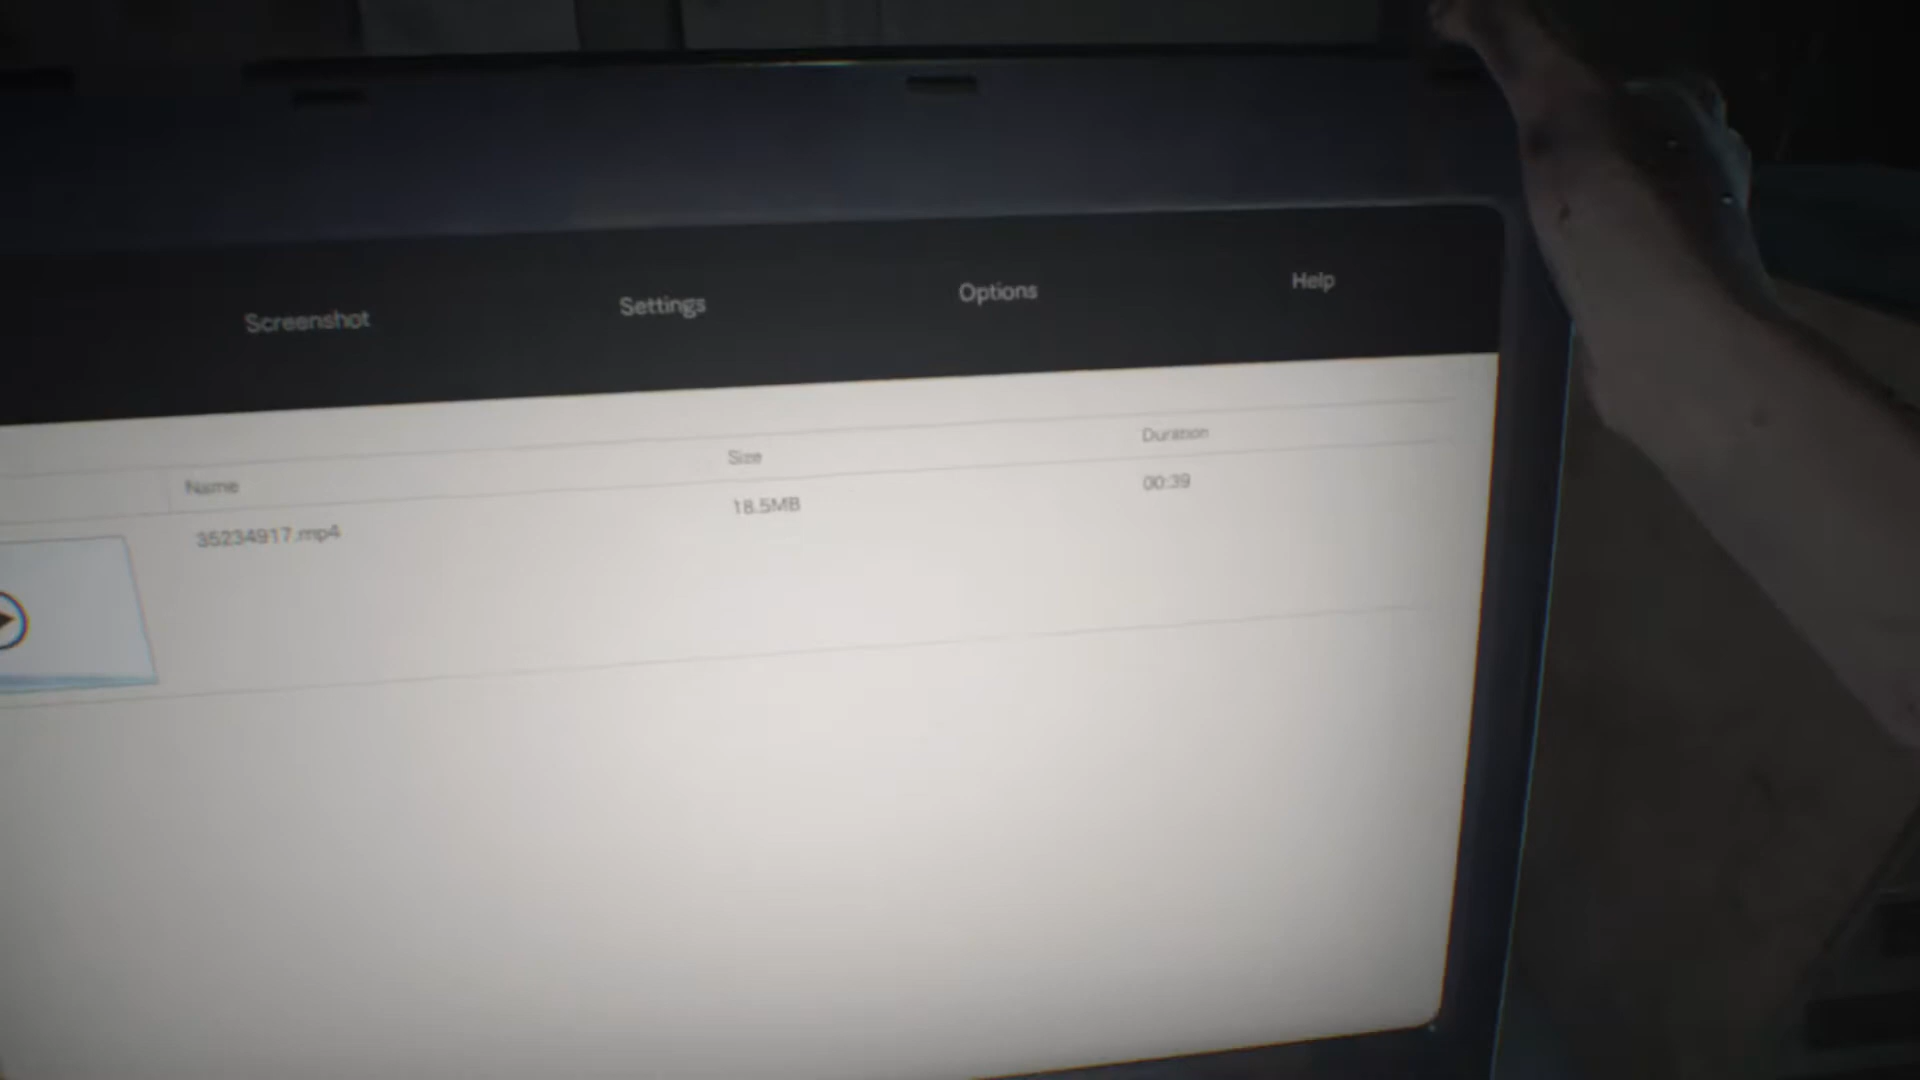 Screenshot Settings Options Help
Name Size Duration
35234917.mp4 18.5MB 00:39